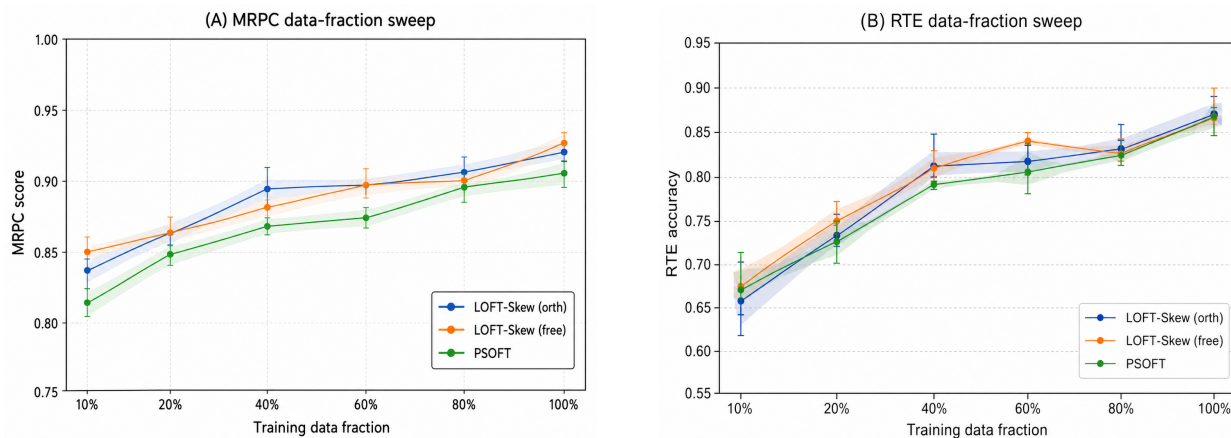 (A) MRPC data-fraction sweep
1.00
0.95
0.90
0.85
0.80
0.75
MRPC score
10%
20%
40%
60%
80%
100%
Training data fraction
LOFT-Skew (orth)
LOFT-Skew (free)
PSOFT
(B) RTE data-fraction sweep
0.95
0.90
0.85
0.80
0.75
0.70
0.65
0.60
0.55
RTE accuracy
10%
20%
40%
60%
80%
100%
Training data fraction
LOFT-Skew (orth)
LOFT-Skew (free)
PSOFT